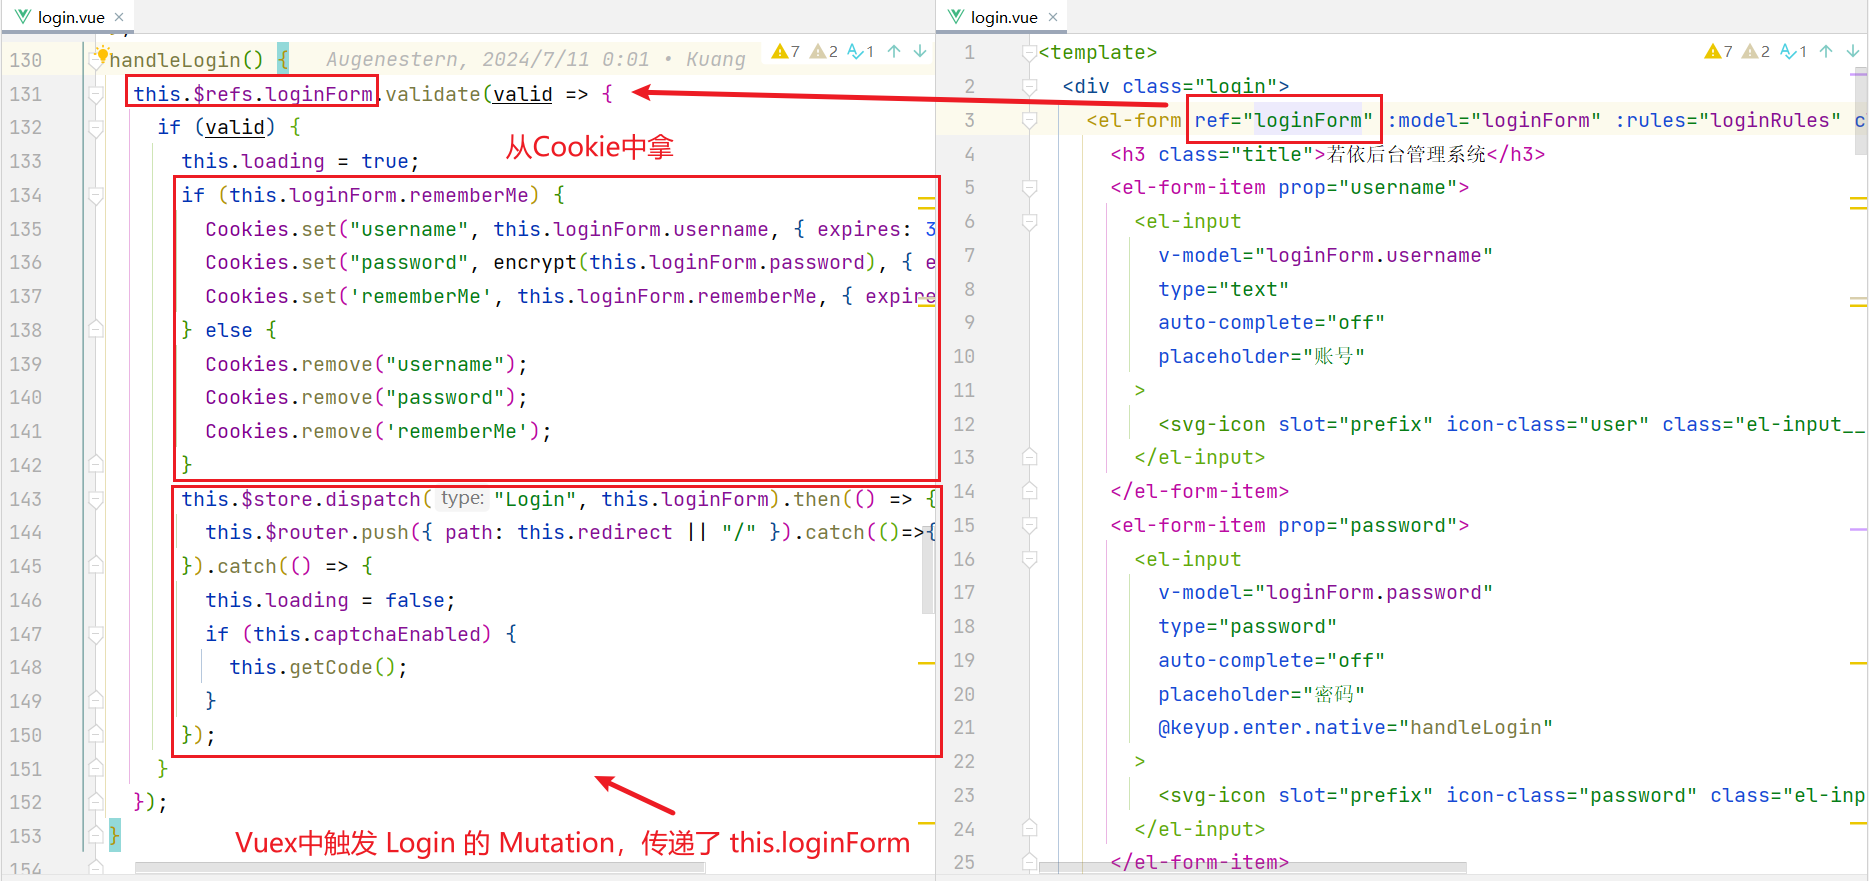 login.vue ×
130 handleLogin() { Augenestern, 2024/7/11 0:01 • Kuang 7 2 1
131 this.$refs.loginForm.validate(valid => {
132 if (valid) {
从Cookie中拿
133 this.loading = true;
134 if (this.loginForm.rememberMe) {
135 Cookies.set("username", this.loginForm.username, { expires: 3
136 Cookies.set("password", encrypt(this.loginForm.password), { e
137 Cookies.set('rememberMe', this.loginForm.rememberMe, { expire
138 } else {
139 Cookies.remove("username");
140 Cookies.remove("password");
141 Cookies.remove('rememberMe');
142 }
143 this.$store.dispatch( type: "Login", this.loginForm).then(() => {
144 this.$router.push({ path: this.redirect || "/" }).catch(()=>{
145 }).catch(() => {
146 this.loading = false;
147 if (this.captchaEnabled) {
148 this.getCode();
149 }
150 });
151 }
152 });
153 }
Vuex中触发 Login 的 Mutation，传递了 this.loginForm
154
login.vue ×
1 <template> 7 2 1
2 <div class="login">
3 <el-form ref="loginForm" :model="loginForm" :rules="loginRules" c
4 <h3 class="title">若依后台管理系统</h3>
5 <el-form-item prop="username">
6 <el-input
7 v-model="loginForm.username"
8 type="text"
9 auto-complete="off"
10 placeholder="账号"
11 >
12 <svg-icon slot="prefix" icon-class="user" class="el-input__
13 </el-input>
14 </el-form-item>
15 <el-form-item prop="password">
16 <el-input
17 v-model="loginForm.password"
18 type="password"
19 auto-complete="off"
20 placeholder="密码"
21 @keyup.enter.native="handleLogin"
22 >
23 <svg-icon slot="prefix" icon-class="password" class="el-inp
24 </el-input>
25 </el-form-item>